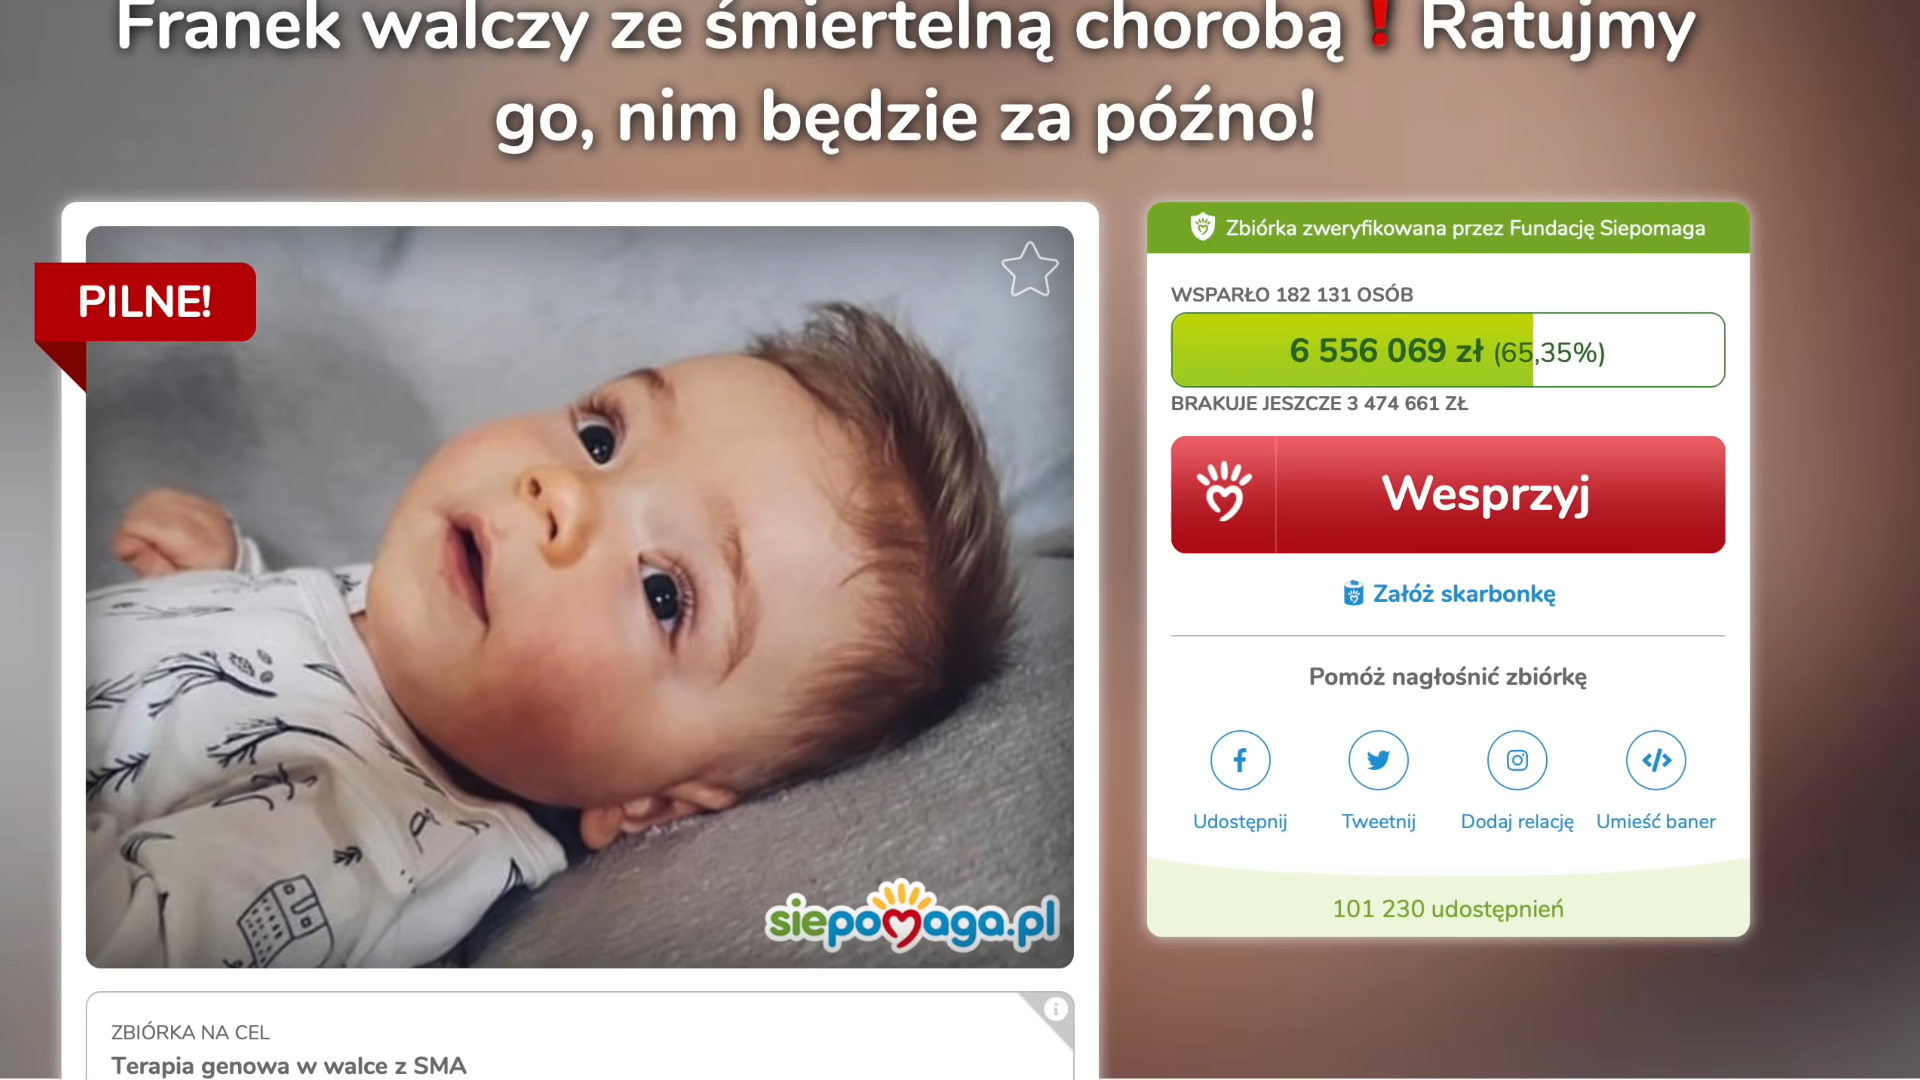 Franek walczy ze śmiertelną chorobą❗Ratujmy
go, nim będzie za późno!
PILNE!
siepomaga.pl
ZBIÓRKA NA CEL
Terapia genowa w walce z SMA
Zbiórka zweryfikowana przez Fundację Siepomaga
WSPARŁO 182 131 OSÓB
6 556 069 zł (65,35%)
BRAKUJE JESZCZE 3 474 661 ZŁ
Wesprzyj
Załóż skarbonkę
Pomóż nagłośnić zbiórkę
Udostępnij Tweetnij Dodaj relację Umieść baner
101 230 udostępnień